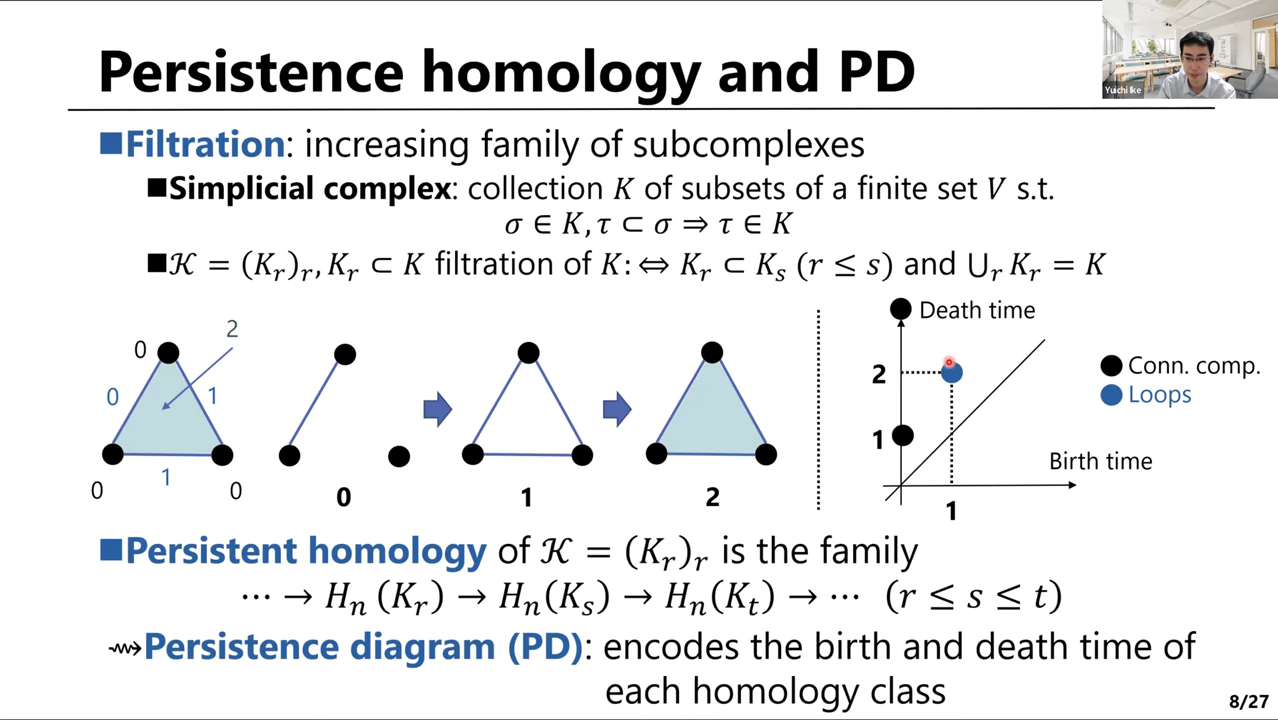 Persistence homology and PD
Yuichi Ike
■Filtration: increasing family of subcomplexes
■Simplicial complex: collection K of subsets of a finite set V s.t.
σ ∈ K, τ ⊂ σ ⇒ τ ∈ K
■𝒦 = (K_r)_r, K_r ⊂ K filtration of K: ⇔ K_r ⊂ K_s (r ≤ s) and ⋃_r K_r = K
2
0
0
1
1
0
0
0
1
2
Death time
2
1
Birth time
1
Conn. comp.
Loops
■Persistent homology of 𝒦 = (K_r)_r is the family
⋯ → H_n (K_r) → H_n(K_s) → H_n(K_t) → ⋯ (r ≤ s ≤ t)
⇝Persistence diagram (PD): encodes the birth and death time of
each homology class
8/27